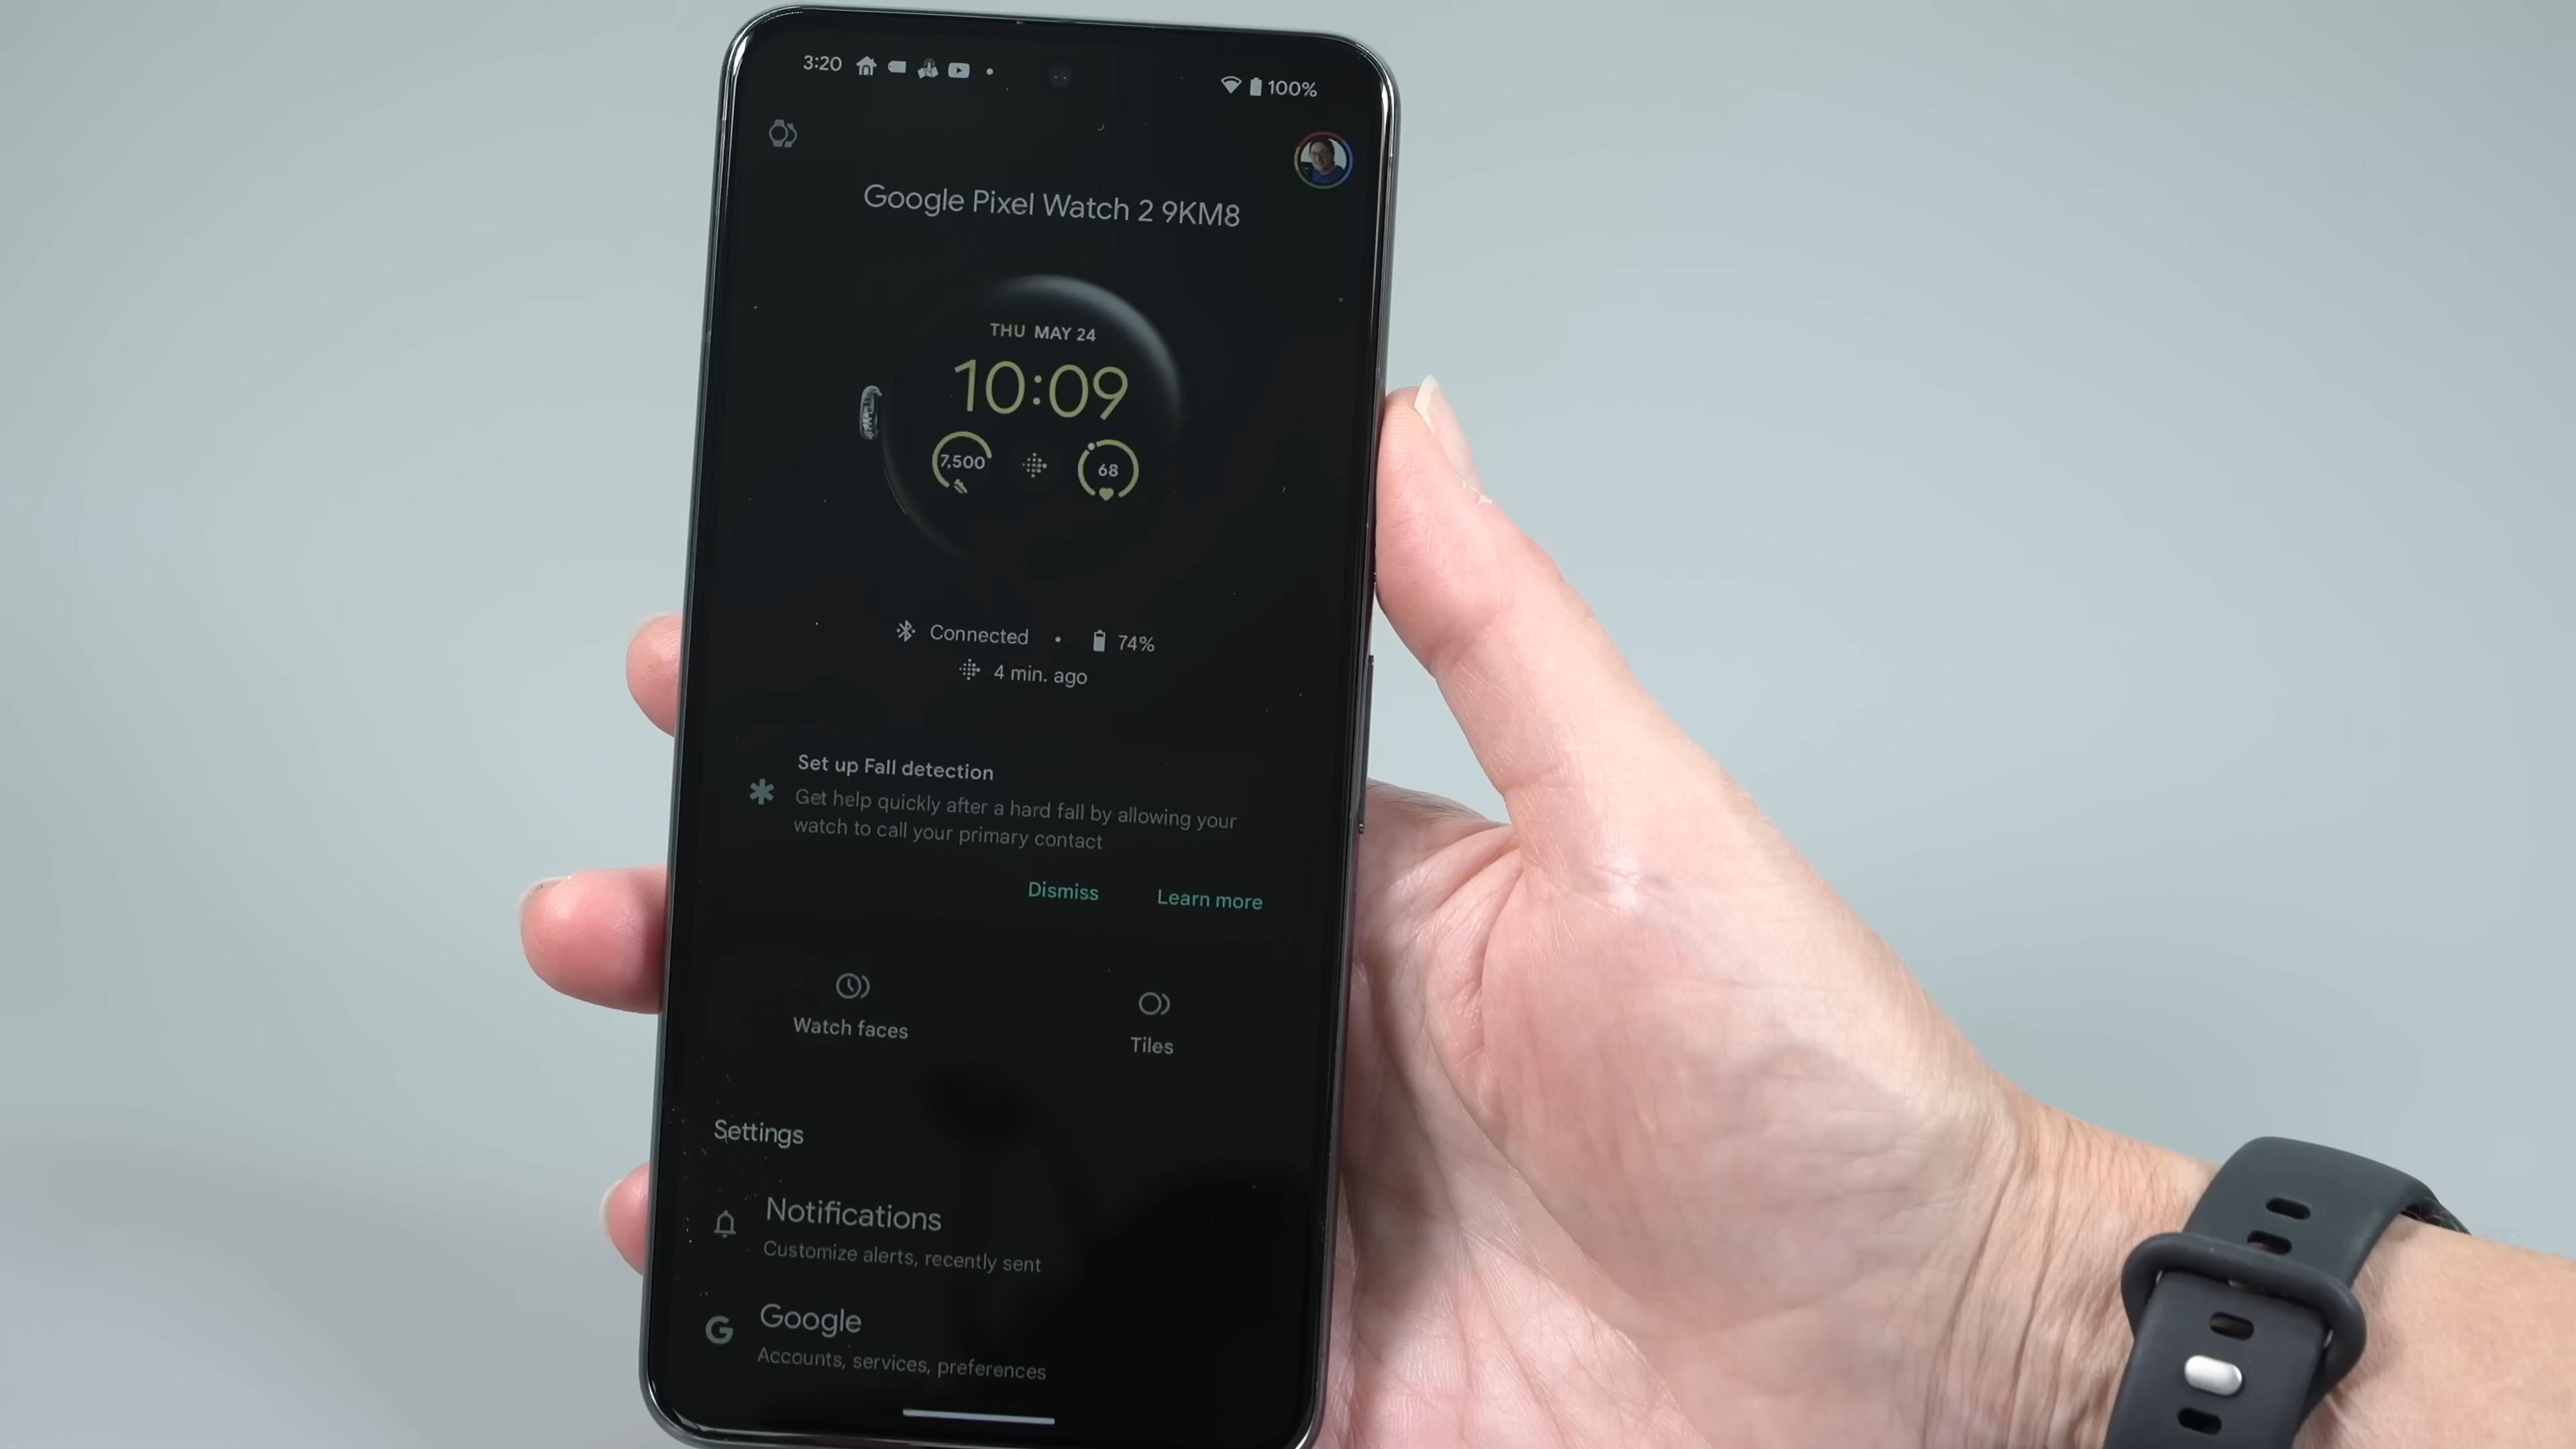 3:20
100%
Google Pixel Watch 2 9KM8
THU MAY 24
10:09
7,500
68
Connected • 74%
4 min. ago
Set up Fall detection
Get help quickly after a hard fall by allowing your
watch to call your primary contact
Dismiss
Learn more
Watch faces
Tiles
Settings
Notifications
Customize alerts, recently sent
Google
Accounts, services, preferences